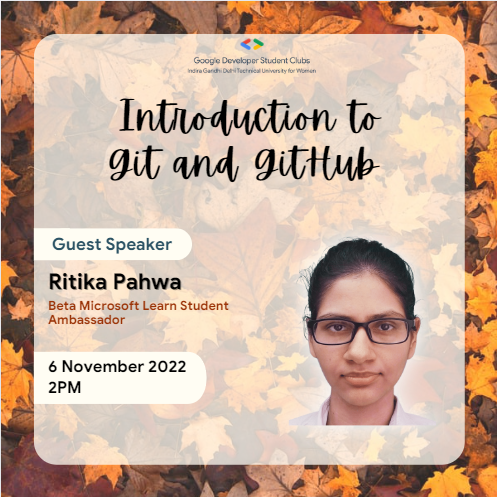 Google Developer Student Clubs
Indira Gandhi Delhi Technical University for Women
Introduction to
Git and GitHub
Guest Speaker
Ritika Pahwa
Beta Microsoft Learn Student
Ambassador
6 November 2022
2PM